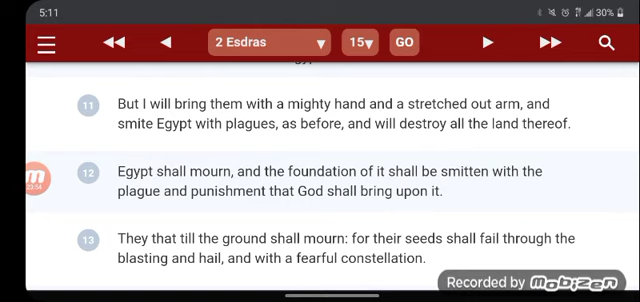 5:11
30%
2 Esdras
15
GO
11
But I will bring them with a mighty hand and a stretched out arm, and
smite Egypt with plagues, as before, and will destroy all the land thereof.
12
Egypt shall mourn, and the foundation of it shall be smitten with the
plague and punishment that God shall bring upon it.
m
23:54
13
They that till the ground shall mourn: for their seeds shall fail through the
blasting and hail, and with a fearful constellation.
Recorded by mobizen